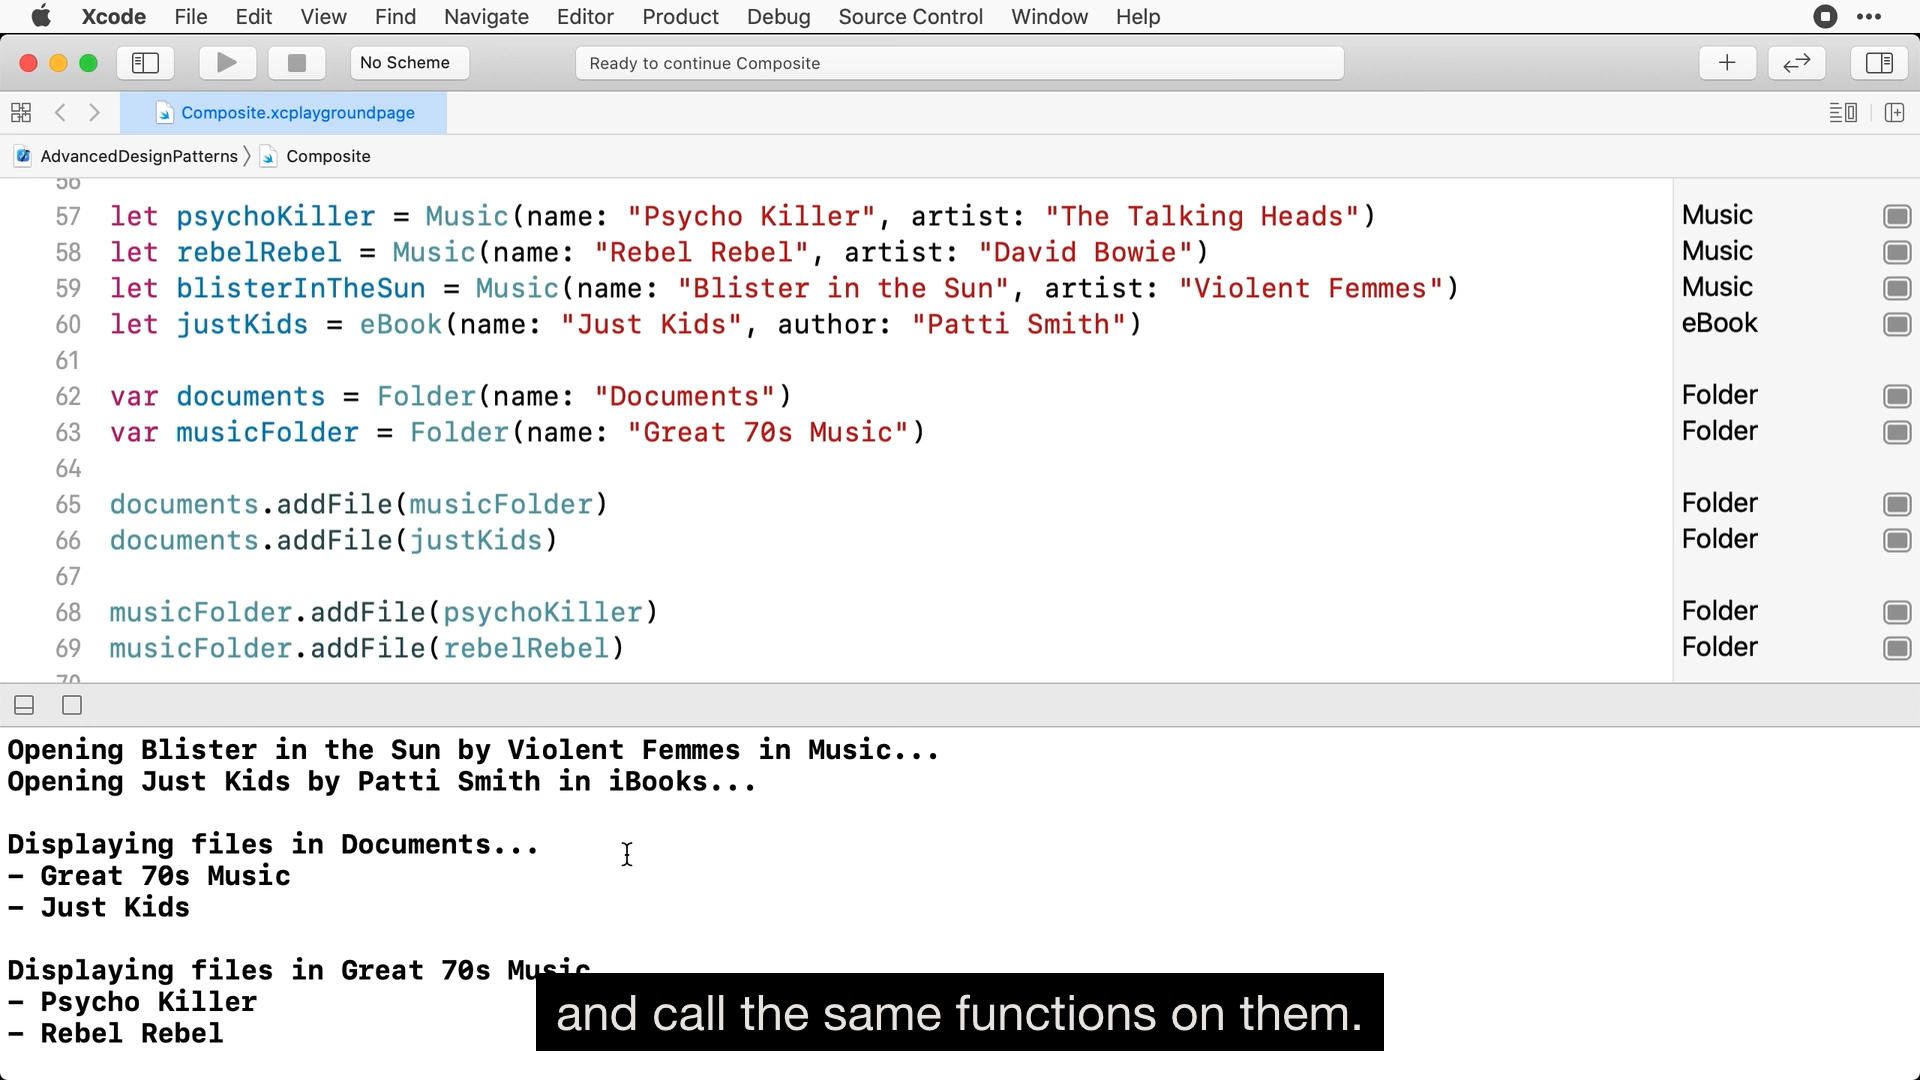 Xcode File Edit View Find Navigate Editor Product Debug Source Control Window Help
No Scheme
Ready to continue Composite
Composite.xcplaygroundpage
AdvancedDesignPatterns Composite
56
57 let psychoKiller = Music(name: "Psycho Killer", artist: "The Talking Heads") Music
58 let rebelRebel = Music(name: "Rebel Rebel", artist: "David Bowie") Music
59 let blisterInTheSun = Music(name: "Blister in the Sun", artist: "Violent Femmes") Music
60 let justKids = eBook(name: "Just Kids", author: "Patti Smith") eBook
61
62 var documents = Folder(name: "Documents") Folder
63 var musicFolder = Folder(name: "Great 70s Music") Folder
64
65 documents.addFile(musicFolder) Folder
66 documents.addFile(justKids) Folder
67
68 musicFolder.addFile(psychoKiller) Folder
69 musicFolder.addFile(rebelRebel) Folder
70
Opening Blister in the Sun by Violent Femmes in Music...
Opening Just Kids by Patti Smith in iBooks...
Displaying files in Documents...
- Great 70s Music
- Just Kids
Displaying files in Great 70s Music
- Psycho Killer
- Rebel Rebel
and call the same functions on them.